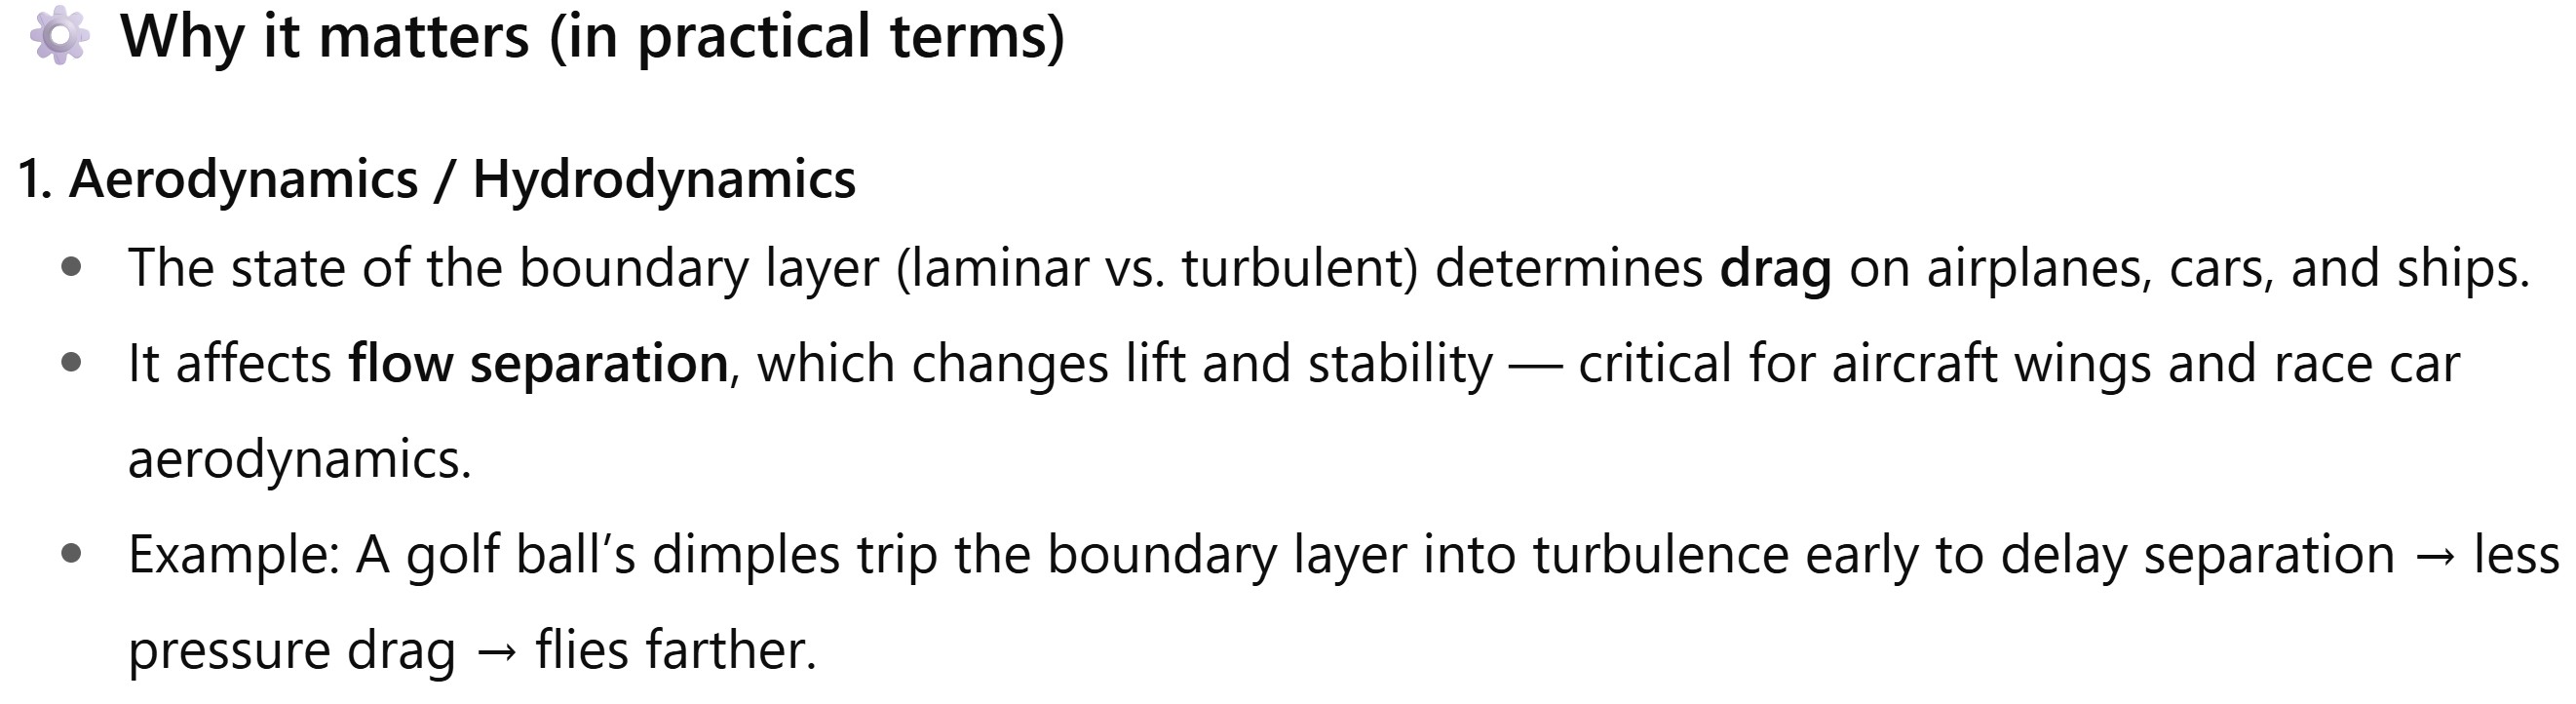 Why it matters (in practical terms)
1. Aerodynamics / Hydrodynamics
• The state of the boundary layer (laminar vs. turbulent) determines drag on airplanes, cars, and ships.
• It affects flow separation, which changes lift and stability — critical for aircraft wings and race car
aerodynamics.
• Example: A golf ball’s dimples trip the boundary layer into turbulence early to delay separation → less
pressure drag → flies farther.